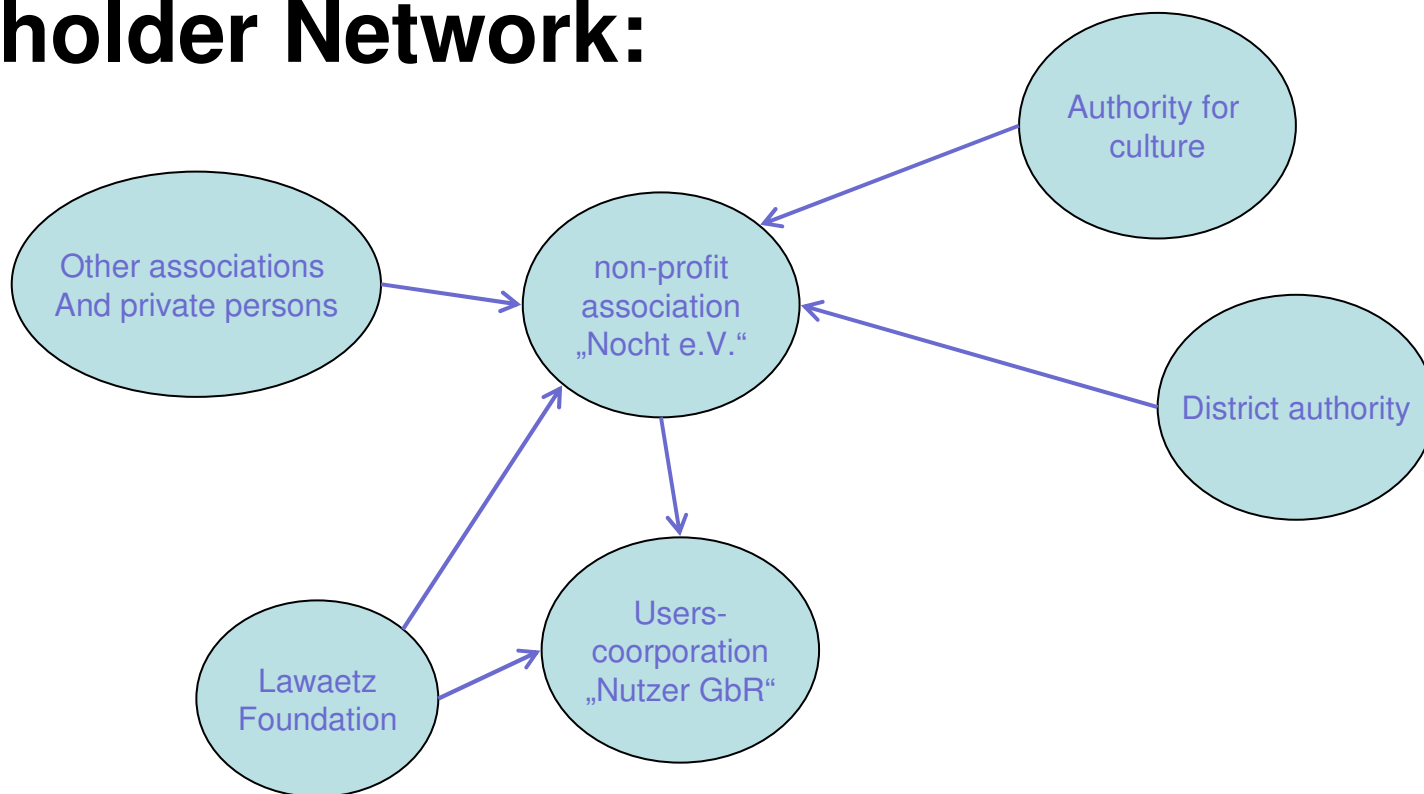 holder Network:
Authority for
culture
Other associations
And private persons
non-profit
association
„Nocht e.V.“
District authority
Users-
coorporation
„Nutzer GbR“
Lawaetz
Foundation